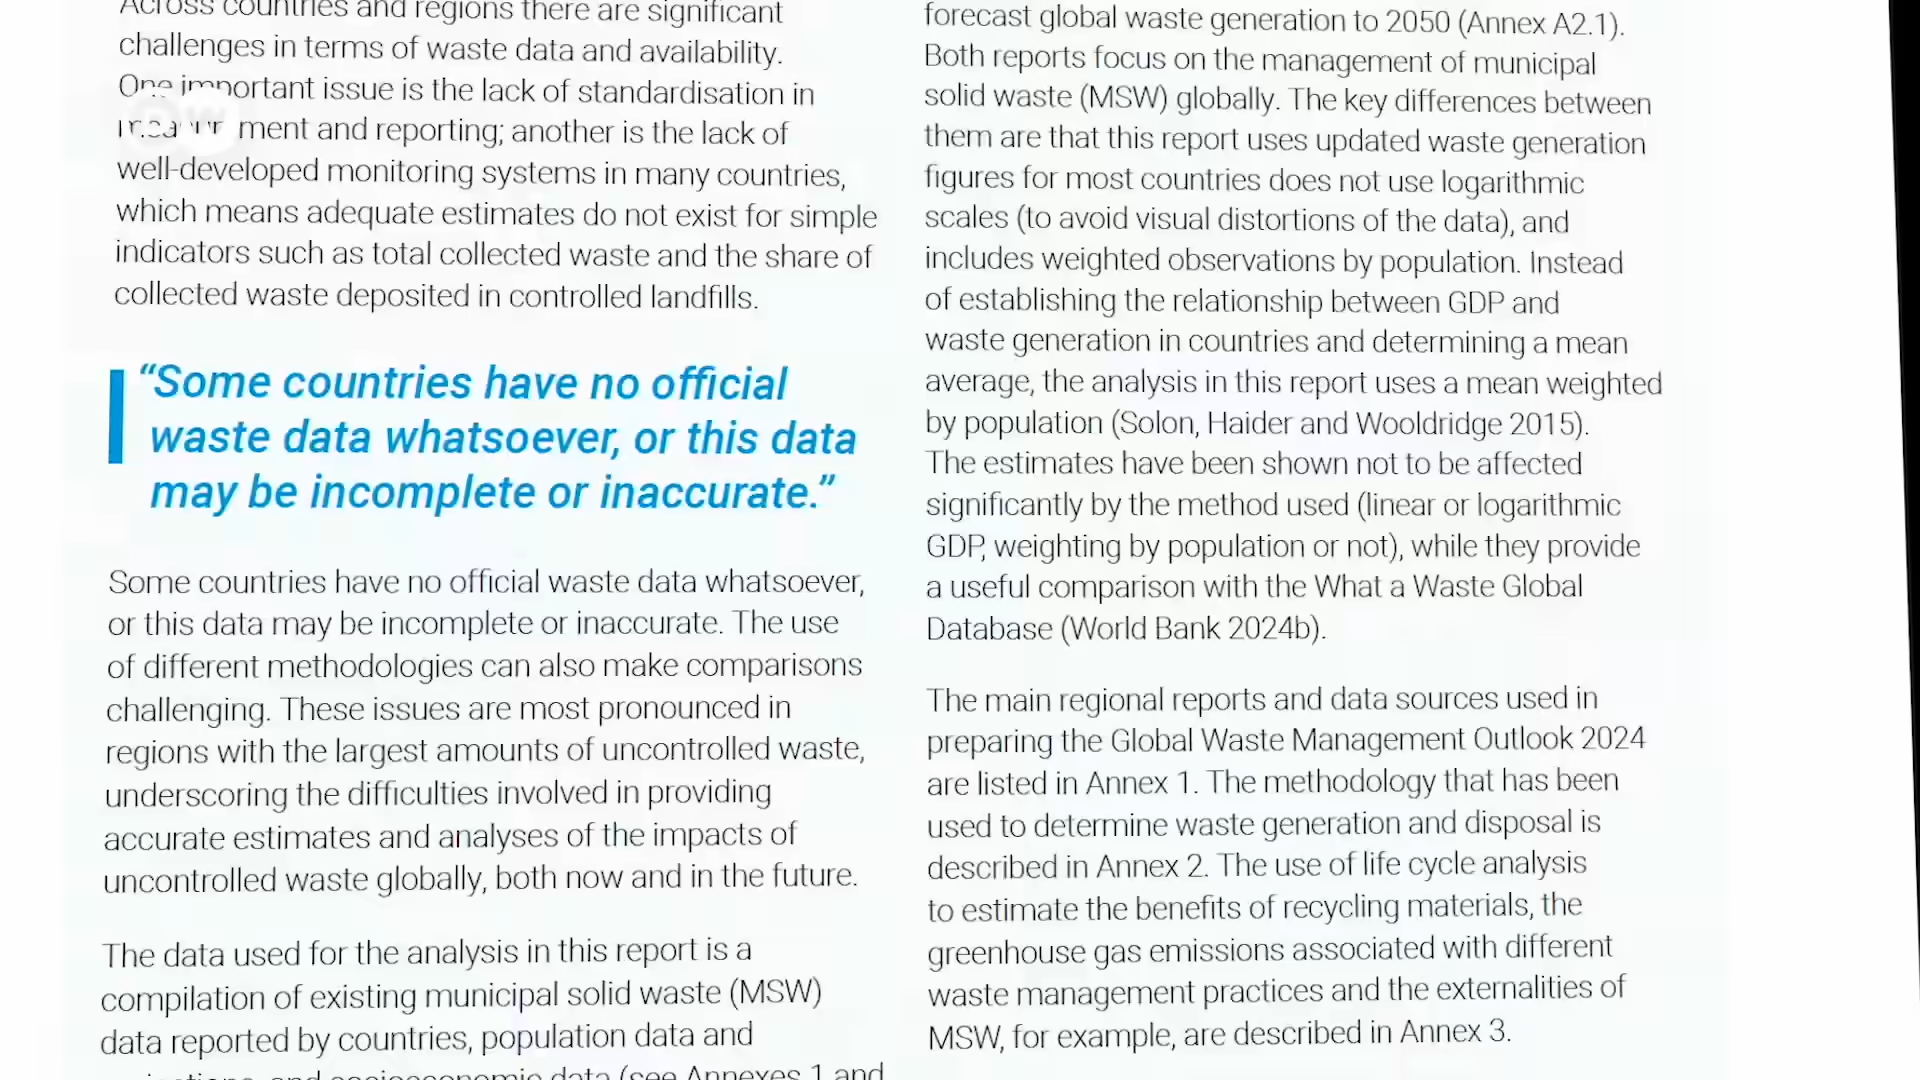 Across countries and regions there are significant
challenges in terms of waste data and availability.
One important issue is the lack of standardisation in
ment and reporting; another is the lack of
well-developed monitoring systems in many countries,
which means adequate estimates do not exist for simple
indicators such as total collected waste and the share of
collected waste deposited in controlled landfills.
“Some countries have no official
waste data whatsoever, or this data
may be incomplete or inaccurate.”
Some countries have no official waste data whatsoever,
or this data may be incomplete or inaccurate. The use
of different methodologies can also make comparisons
challenging. These issues are most pronounced in
regions with the largest amounts of uncontrolled waste,
underscoring the difficulties involved in providing
accurate estimates and analyses of the impacts of
uncontrolled waste globally, both now and in the future.
The data used for the analysis in this report is a
compilation of existing municipal solid waste (MSW)
data reported by countries, population data and
and socioeconomic data (see Annexes 1 and
forecast global waste generation to 2050 (Annex A2.1).
Both reports focus on the management of municipal
solid waste (MSW) globally. The key differences between
them are that this report uses updated waste generation
figures for most countries does not use logarithmic
scales (to avoid visual distortions of the data), and
includes weighted observations by population. Instead
of establishing the relationship between GDP and
waste generation in countries and determining a mean
average, the analysis in this report uses a mean weighted
by population (Solon, Haider and Wooldridge 2015).
The estimates have been shown not to be affected
significantly by the method used (linear or logarithmic
GDP, weighting by population or not), while they provide
a useful comparison with the What a Waste Global
Database (World Bank 2024b).
The main regional reports and data sources used in
preparing the Global Waste Management Outlook 2024
are listed in Annex 1. The methodology that has been
used to determine waste generation and disposal is
described in Annex 2. The use of life cycle analysis
to estimate the benefits of recycling materials, the
greenhouse gas emissions associated with different
waste management practices and the externalities of
MSW, for example, are described in Annex 3.